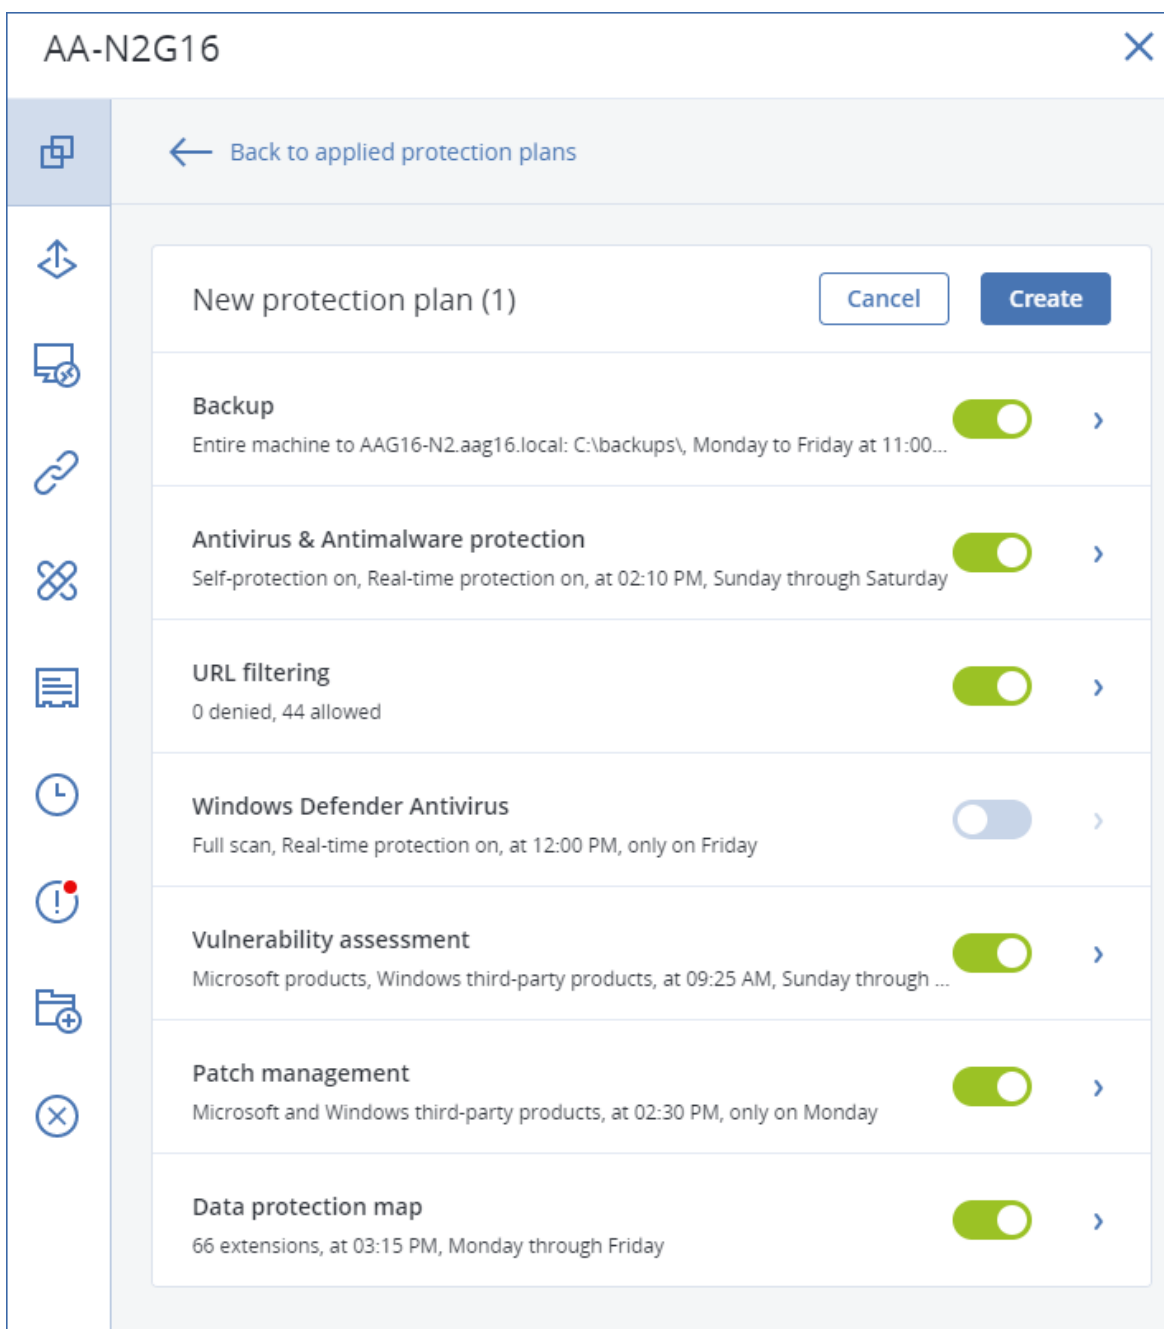 AA-N2G16
Back to applied protection plans
New protection plan (1)
Cancel
Create
Backup
Entire machine to AAG16-N2.aag16.local: C:\backups\, Monday to Friday at 11:00...
Antivirus & Antimalware protection
Self-protection on, Real-time protection on, at 02:10 PM, Sunday through Saturday
URL filtering
0 denied, 44 allowed
Windows Defender Antivirus
Full scan, Real-time protection on, at 12:00 PM, only on Friday
Vulnerability assessment
Microsoft products, Windows third-party products, at 09:25 AM, Sunday through ...
Patch management
Microsoft and Windows third-party products, at 02:30 PM, only on Monday
Data protection map
66 extensions, at 03:15 PM, Monday through Friday